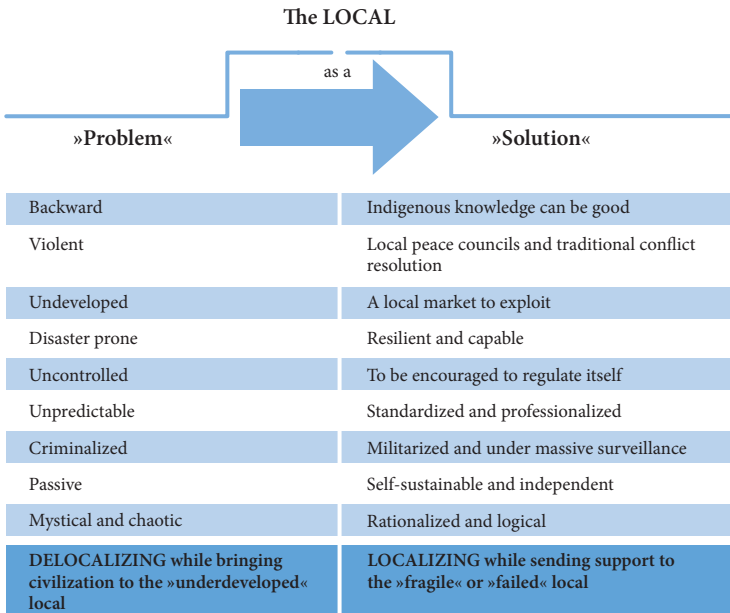 The LOCAL
as a
»Problem«
»Solution«
Backward
Indigenous knowledge can be good
Violent
Local peace councils and traditional conflict
resolution
Undeveloped
A local market to exploit
Disaster prone
Resilient and capable
Uncontrolled
To be encouraged to regulate itself
Unpredictable
Standardized and professionalized
Criminalized
Militarized and under massive surveillance
Passive
Self-sustainable and independent
Mystical and chaotic
Rationalized and logical
DELOCALIZING while bringing
civilization to the »underdeveloped«
local
LOCALIZING while sending support to
the »fragile« or »failed« local